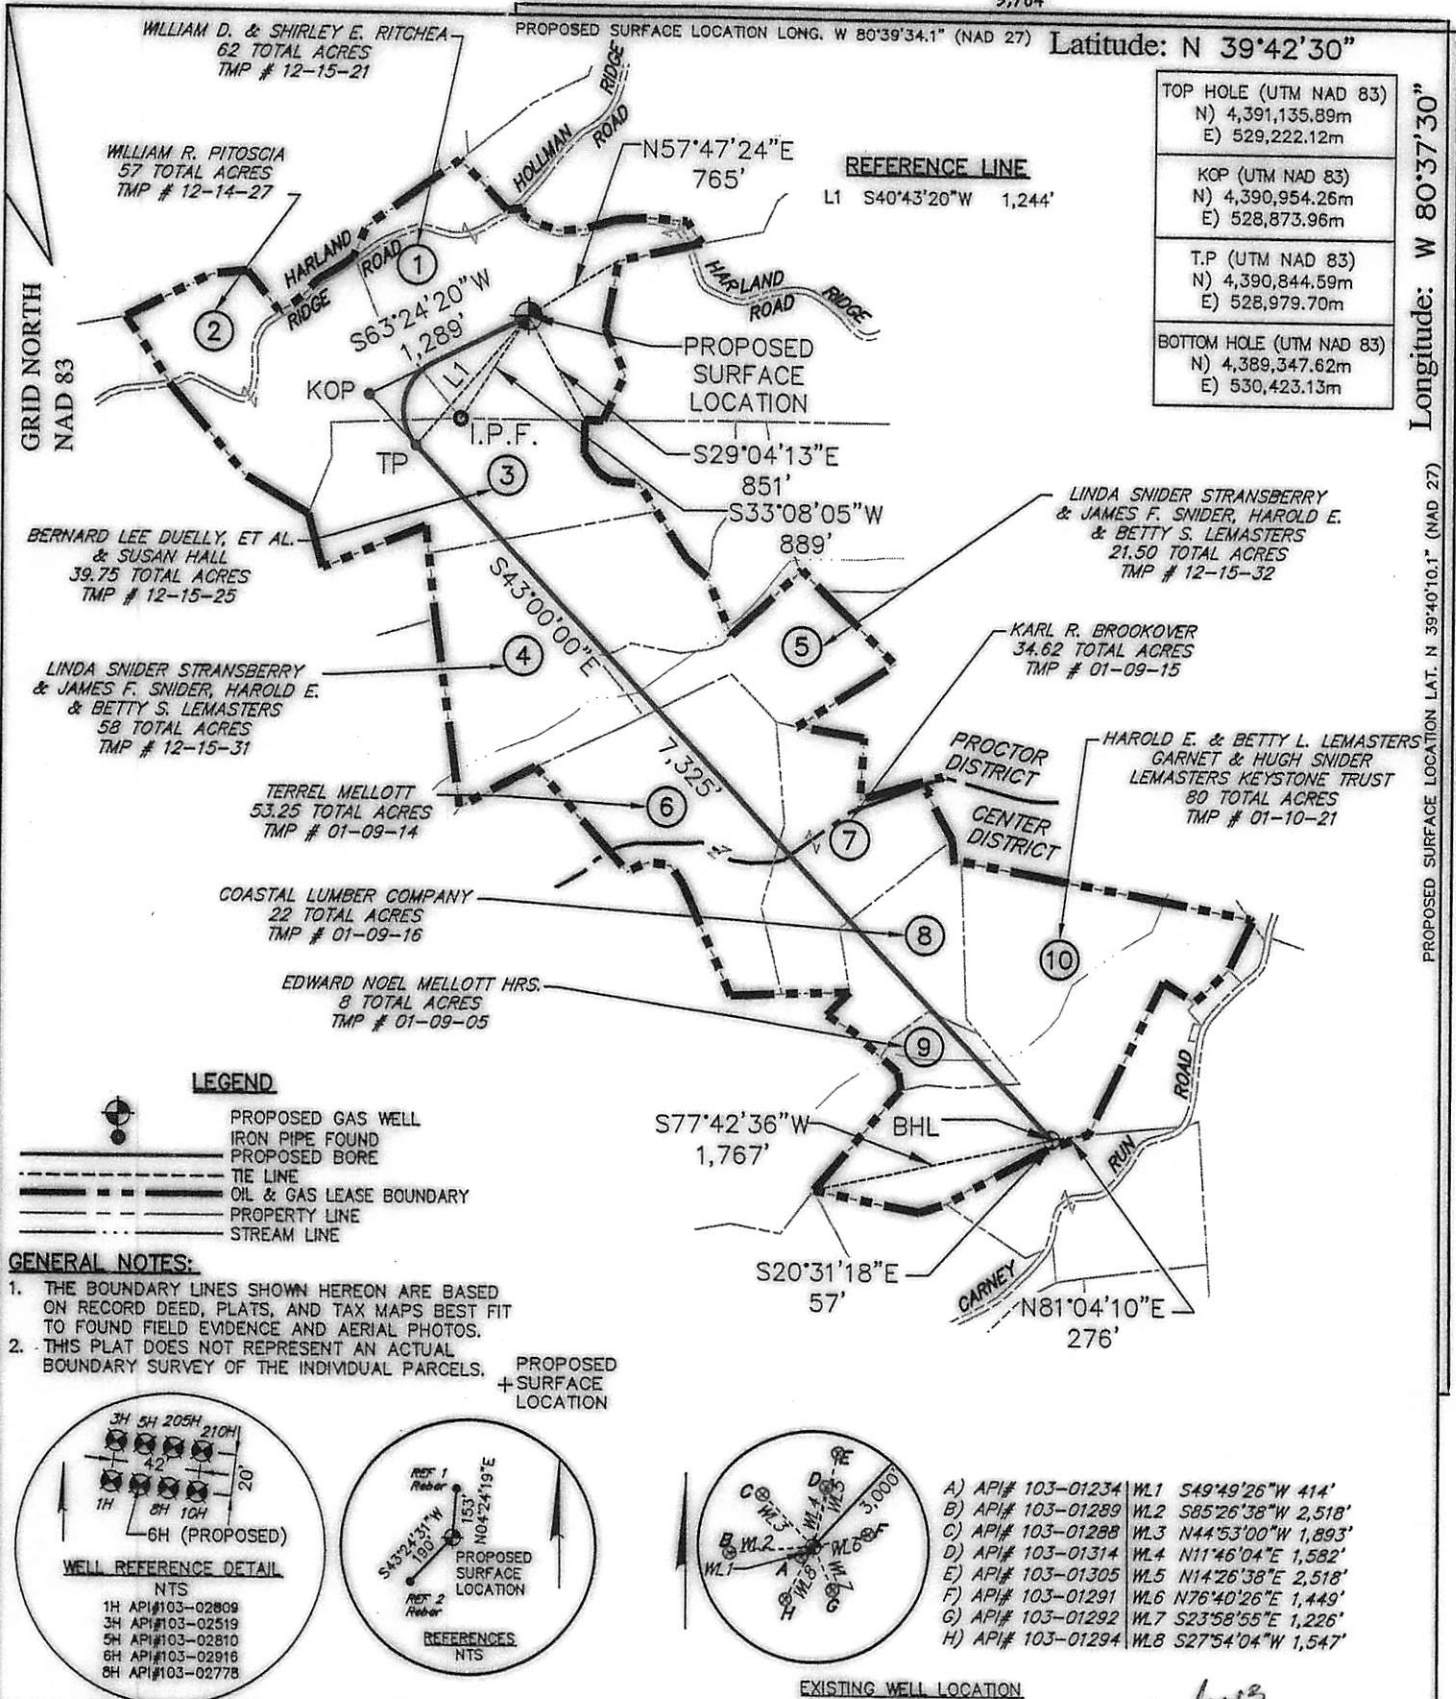 PROPOSED SURFACE LOCATION LONG. W 80°39'34.1" (NAD 27)
Latitude: N 39°42'30"
Longitude: W 80°37'30"
PROPOSED SURFACE LOCATION LAT. N 39°40'10.1" (NAD 27)
TOP HOLE (UTM NAD 83)
N) 4,391,135.89m
E) 529,222.12m
KOP (UTM NAD 83)
N) 4,390,954.26m
E) 528,873.96m
T.P (UTM NAD 83)
N) 4,390,844.59m
E) 528,979.70m
BOTTOM HOLE (UTM NAD 83)
N) 4,389,347.62m
E) 530,423.13m
WILLIAM D. & SHIRLEY E. RITCHEA
62 TOTAL ACRES
TMP # 12-15-21
WILLIAM R. PITOSCIA
57 TOTAL ACRES
TMP # 12-14-27
GRID NORTH
NAD 83
HOLLMAN
RIDGE
ROAD
N57°47'24"E
765'
REFERENCE LINE
L1 S40°43'20"W 1,244'
HARLAND
RIDGE
ROAD
1
2
HARLAND
ROAD
RIDGE
S63°24'20"W
1,289'
L1
KOP
TP
I.P.F.
3
PROPOSED
SURFACE
LOCATION
S29°04'13"E
851'
S33°08'05"W
889'
BERNARD LEE DUELLY, ET AL.
& SUSAN HALL
39.75 TOTAL ACRES
TMP # 12-15-25
LINDA SNIDER STRANSBERRY
& JAMES F. SNIDER, HAROLD E.
& BETTY S. LEMASTERS
21.50 TOTAL ACRES
TMP # 12-15-32
S43°00'00"E
7,325'
4
5
KARL R. BROOKOVER
34.62 TOTAL ACRES
TMP # 01-09-15
LINDA SNIDER STRANSBERRY
& JAMES F. SNIDER, HAROLD E.
& BETTY S. LEMASTERS
58 TOTAL ACRES
TMP # 12-15-31
PROCTOR
DISTRICT
CENTER
DISTRICT
HAROLD E. & BETTY L. LEMASTERS
GARNET & HUGH SNIDER
LEMASTERS KEYSTONE TRUST
80 TOTAL ACRES
TMP # 01-10-21
TERREL MELLOTT
53.25 TOTAL ACRES
TMP # 01-09-14
6
7
COASTAL LUMBER COMPANY
22 TOTAL ACRES
TMP # 01-09-16
8
10
EDWARD NOEL MELLOTT HRS.
8 TOTAL ACRES
TMP # 01-09-05
9
S77°42'36"W
1,767'
BHL
CARNEY
RUN
ROAD
S20°31'18"E
57'
N81°04'10"E
276'
LEGEND
PROPOSED GAS WELL
IRON PIPE FOUND
PROPOSED BORE
TIE LINE
OIL & GAS LEASE BOUNDARY
PROPERTY LINE
STREAM LINE
GENERAL NOTES:
1. THE BOUNDARY LINES SHOWN HEREON ARE BASED
ON RECORD DEED, PLATS, AND TAX MAPS BEST FIT
TO FOUND FIELD EVIDENCE AND AERIAL PHOTOS.
2. THIS PLAT DOES NOT REPRESENT AN ACTUAL
BOUNDARY SURVEY OF THE INDIVIDUAL PARCELS.
PROPOSED
+SURFACE
LOCATION
3H 5H 205H 210H
42'
20'
1H 8H 10H
6H (PROPOSED)
WELL REFERENCE DETAIL
NTS
1H API#103-02809
3H API#103-02519
5H API#103-02810
6H API#103-02916
8H API#103-02778
REF 1
Rebar
153'
N04°24'19"E
S43°24'31"W
190'
PROPOSED
SURFACE
LOCATION
REF 2
Rebar
REFERENCES
NTS
E
D
WL5
3,000'
C
WL3
WL4
B
WL2
WL6
F
WL1
A
WL8
WL7
H
G
EXISTING WELL LOCATION
A) API# 103-01234 WL1 S49°49'26"W 414'
B) API# 103-01289 WL2 S85°26'38"W 2,518'
C) API# 103-01288 WL3 N44°53'00"W 1,893'
D) API# 103-01314 WL4 N11°46'04"E 1,582'
E) API# 103-01305 WL5 N14°26'38"E 2,518'
F) API# 103-01291 WL6 N76°40'26"E 1,449'
G) API# 103-01292 WL7 S23°58'55"E 1,226'
H) API# 103-01294 WL8 S27°54'04"W 1,547'